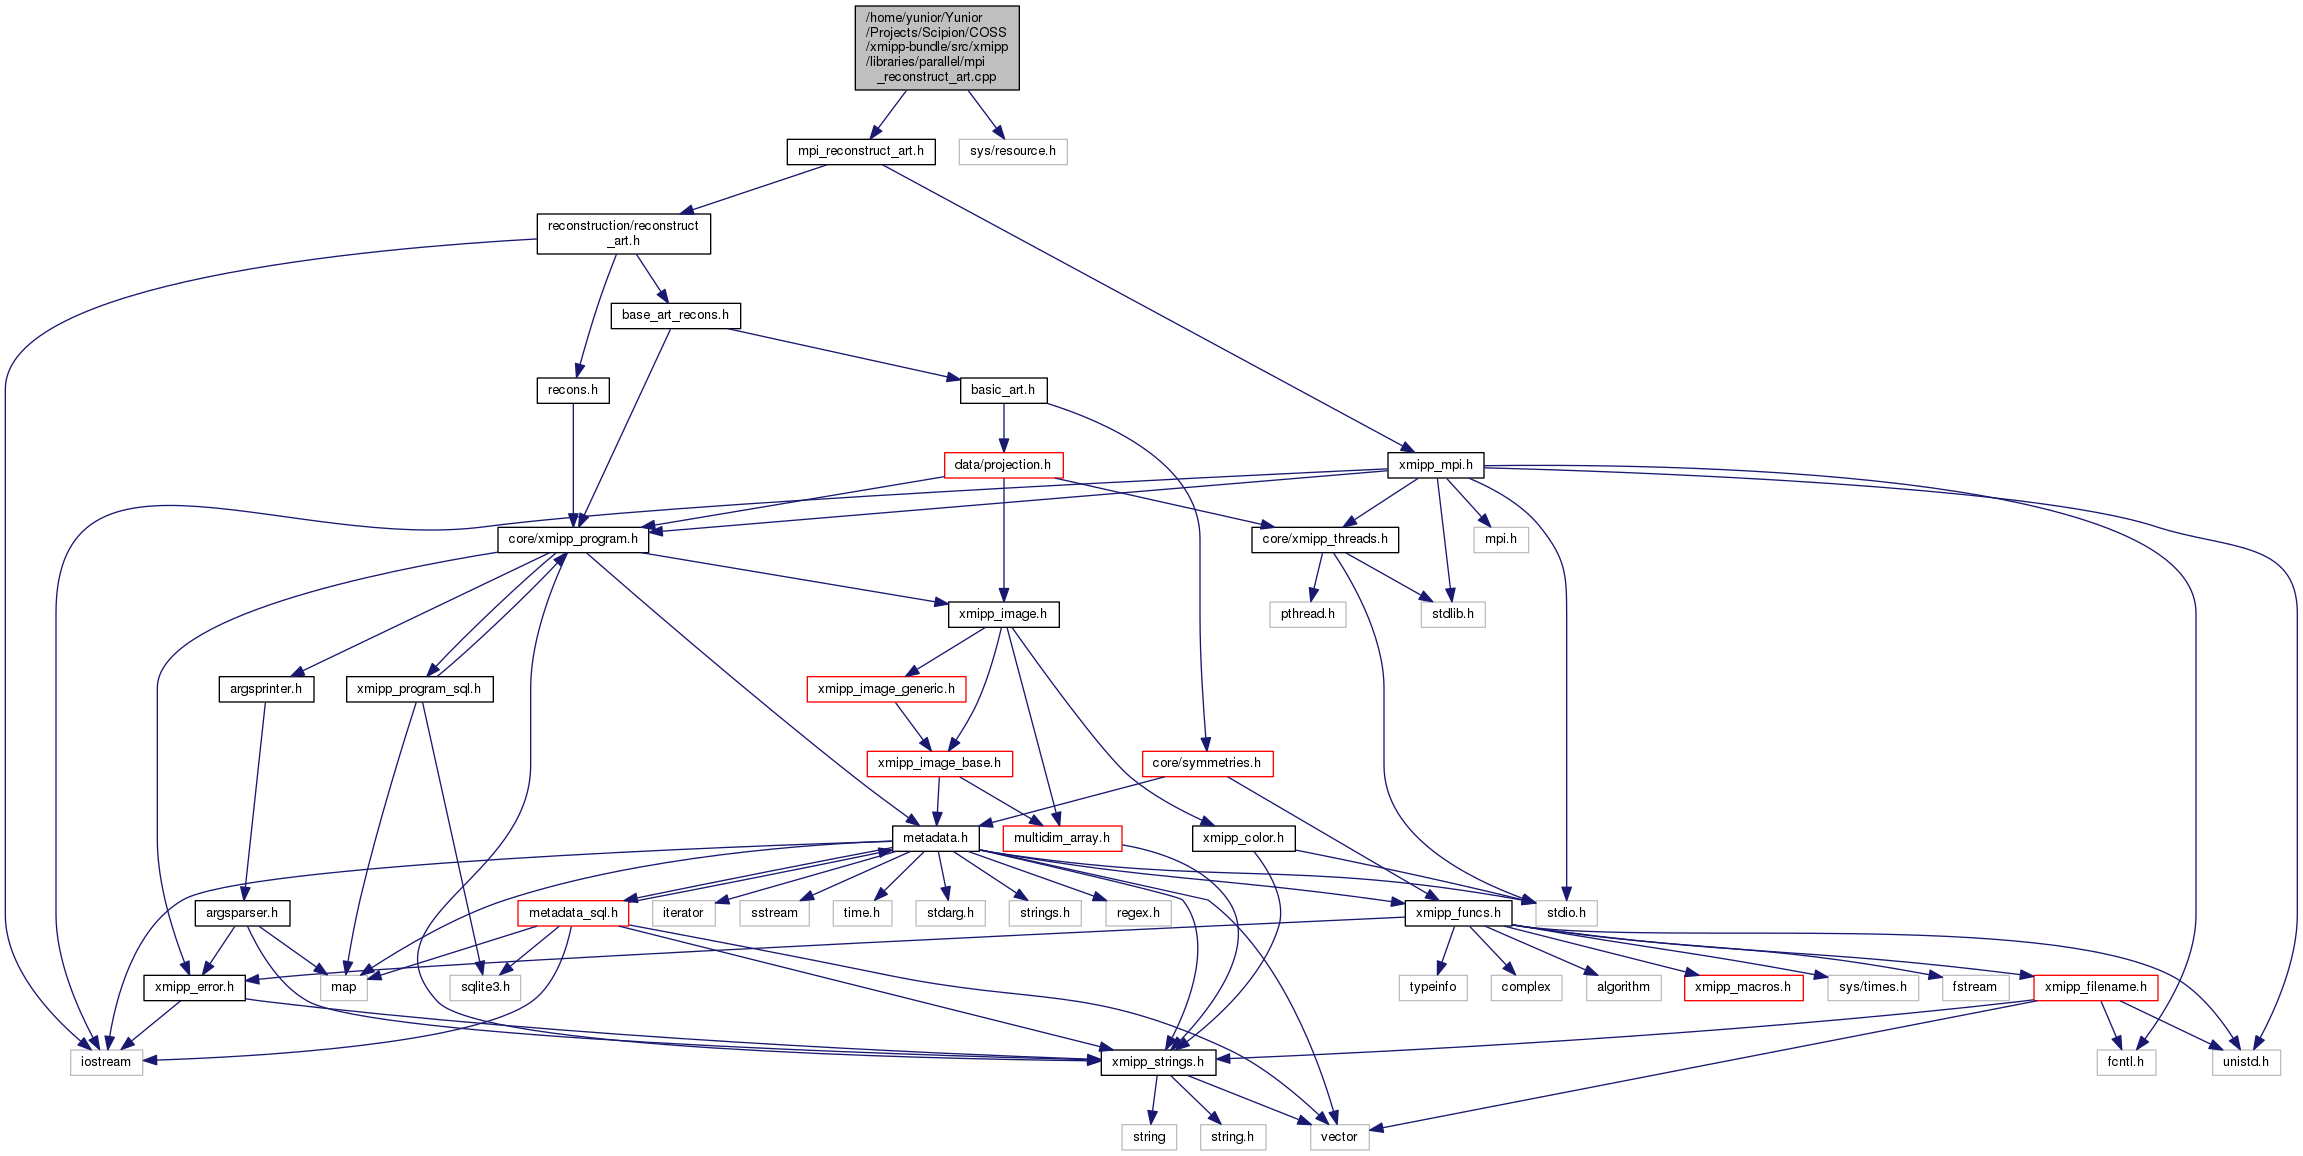 /home/yunior/Yunior
/Projects/Scipion/COSS
/xmipp-bundle/src/xmipp
/libraries/parallel/mpi
_reconstruct_art.cpp
mpi_reconstruct_art.h
sys/resource.h
reconstruction/reconstruct
_art.h
base_art_recons.h
recons.h
basic_art.h
data/projection.h
xmipp_mpi.h
core/xmipp_program.h
core/xmipp_threads.h
mpi.h
xmipp_image.h
pthread.h
stdlib.h
argsprinter.h
xmipp_program_sql.h
xmipp_image_generic.h
xmipp_image_base.h
core/symmetries.h
metadata.h
multidim_array.h
xmipp_color.h
argsparser.h
metadata_sql.h
iterator
sstream
time.h
stdarg.h
strings.h
regex.h
xmipp_funcs.h
stdio.h
xmipp_error.h
map
sqlite3.h
typeinfo
complex
algorithm
xmipp_macros.h
sys/times.h
fstream
xmipp_filename.h
iostream
xmipp_strings.h
fcntl.h
unistd.h
string
string.h
vector